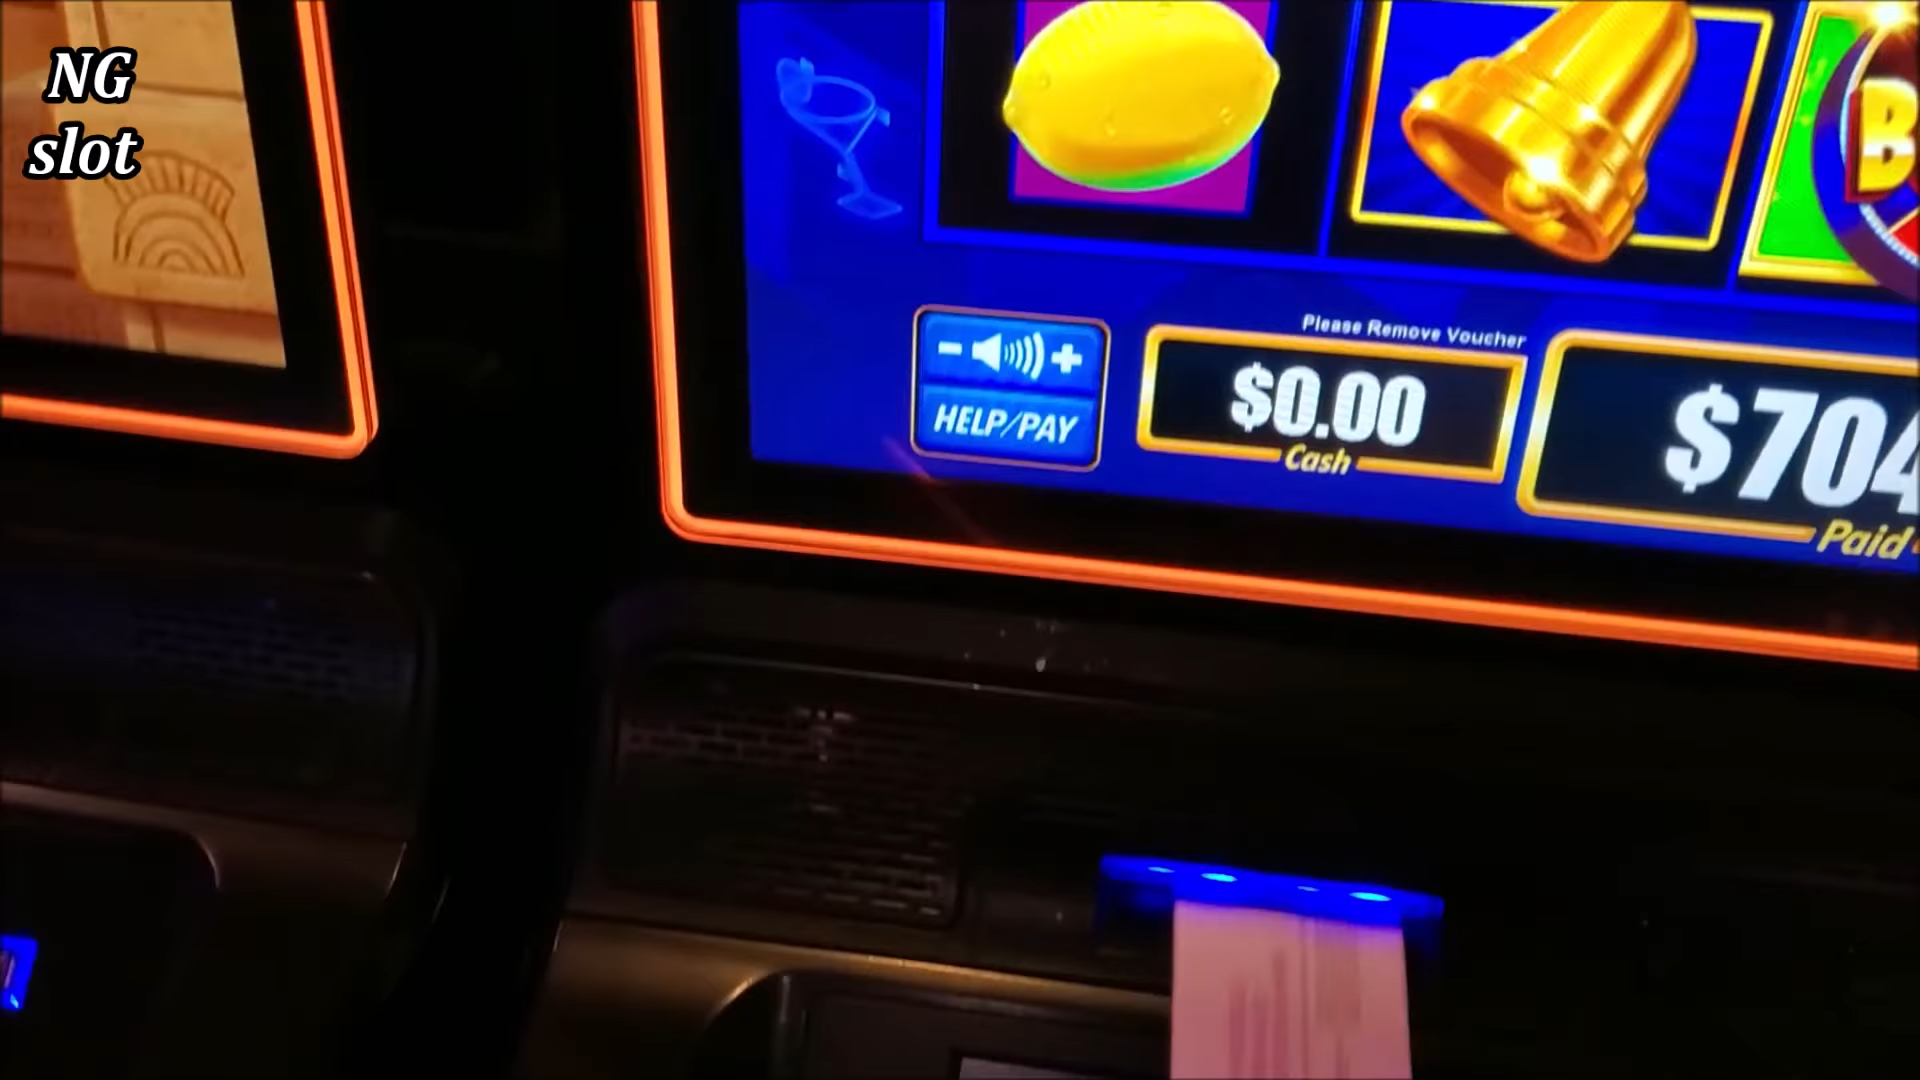 NG
slot
B
Please Remove Voucher
HELP/PAY
$0.00
Cash
$704
Paid